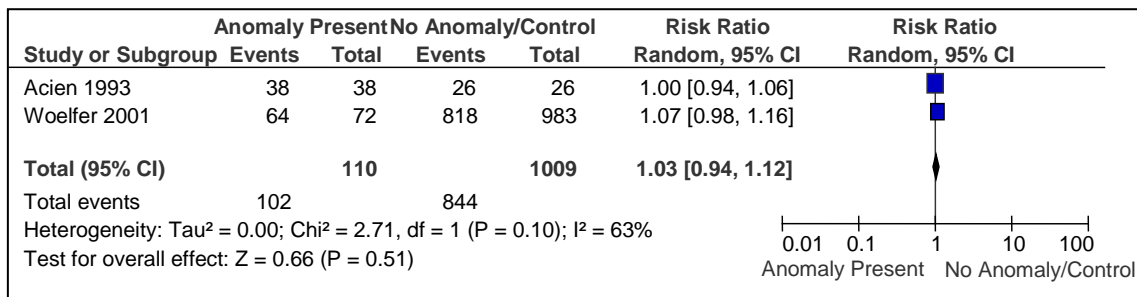 Anomaly Present No Anomaly/Control Risk Ratio Risk Ratio
Study or Subgroup Events Total Events Total Random, 95% CI Random, 95% CI
Acien 1993 38 38 26 26 1.00 [0.94, 1.06]
Woelfer 2001 64 72 818 983 1.07 [0.98, 1.16]
Total (95% CI) 110 1009 1.03 [0.94, 1.12]
Total events 102 844
Heterogeneity: Tau² = 0.00; Chi² = 2.71, df = 1 (P = 0.10); I² = 63%
Test for overall effect: Z = 0.66 (P = 0.51)
0.01 0.1 1 10 100
Anomaly Present No Anomaly/Control